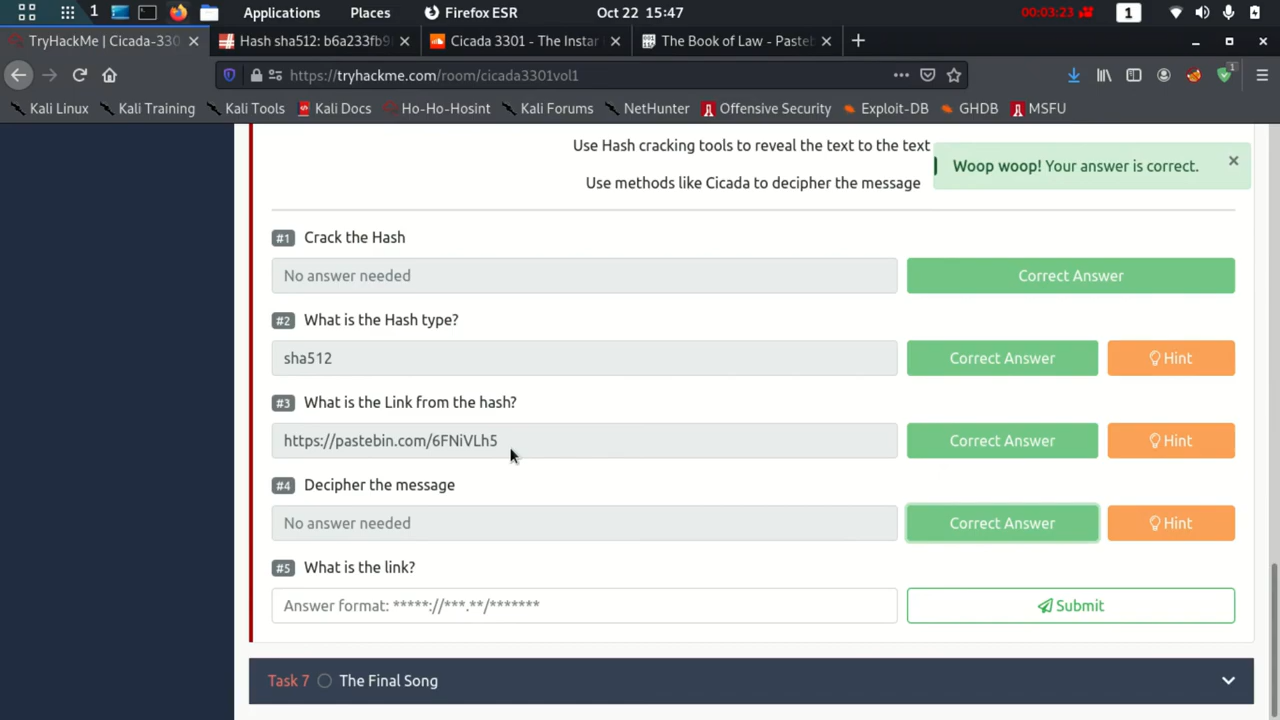 1 Applications Places Firefox ESR Oct 22 15:47 00:03:23 1
TryHackMe | Cicada-330 Hash sha512: b6a233fb9 Cicada 3301 - The Instar The Book of Law - Pasteb
https://tryhackme.com/room/cicada3301vol1 1
Kali Linux Kali Training Kali Tools Kali Docs Ho-Ho-Hosint Kali Forums NetHunter Offensive Security Exploit-DB GHDB MSFU
Use Hash cracking tools to reveal the text to the text
Woop woop! Your answer is correct. ×
Use methods like Cicada to decipher the message
#1 Crack the Hash
No answer needed Correct Answer
#2 What is the Hash type?
sha512 Correct Answer Hint
#3 What is the Link from the hash?
https://pastebin.com/6FNiVLh5 Correct Answer Hint
#4 Decipher the message
No answer needed Correct Answer Hint
#5 What is the link?
Answer format: *****://***.**/******* Submit
Task 7 The Final Song